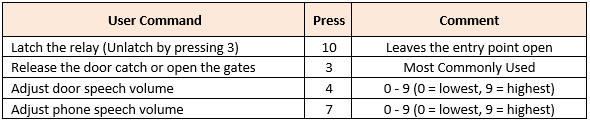 User Command Press Comment
Latch the relay (Unlatch by pressing 3) 10 Leaves the entry point open
Release the door catch or open the gates 3 Most Commonly Used
Adjust door speech volume 4 0 - 9 (0 = lowest, 9 = highest)
Adjust phone speech volume 7 0 - 9 (0 = lowest, 9 = highest)